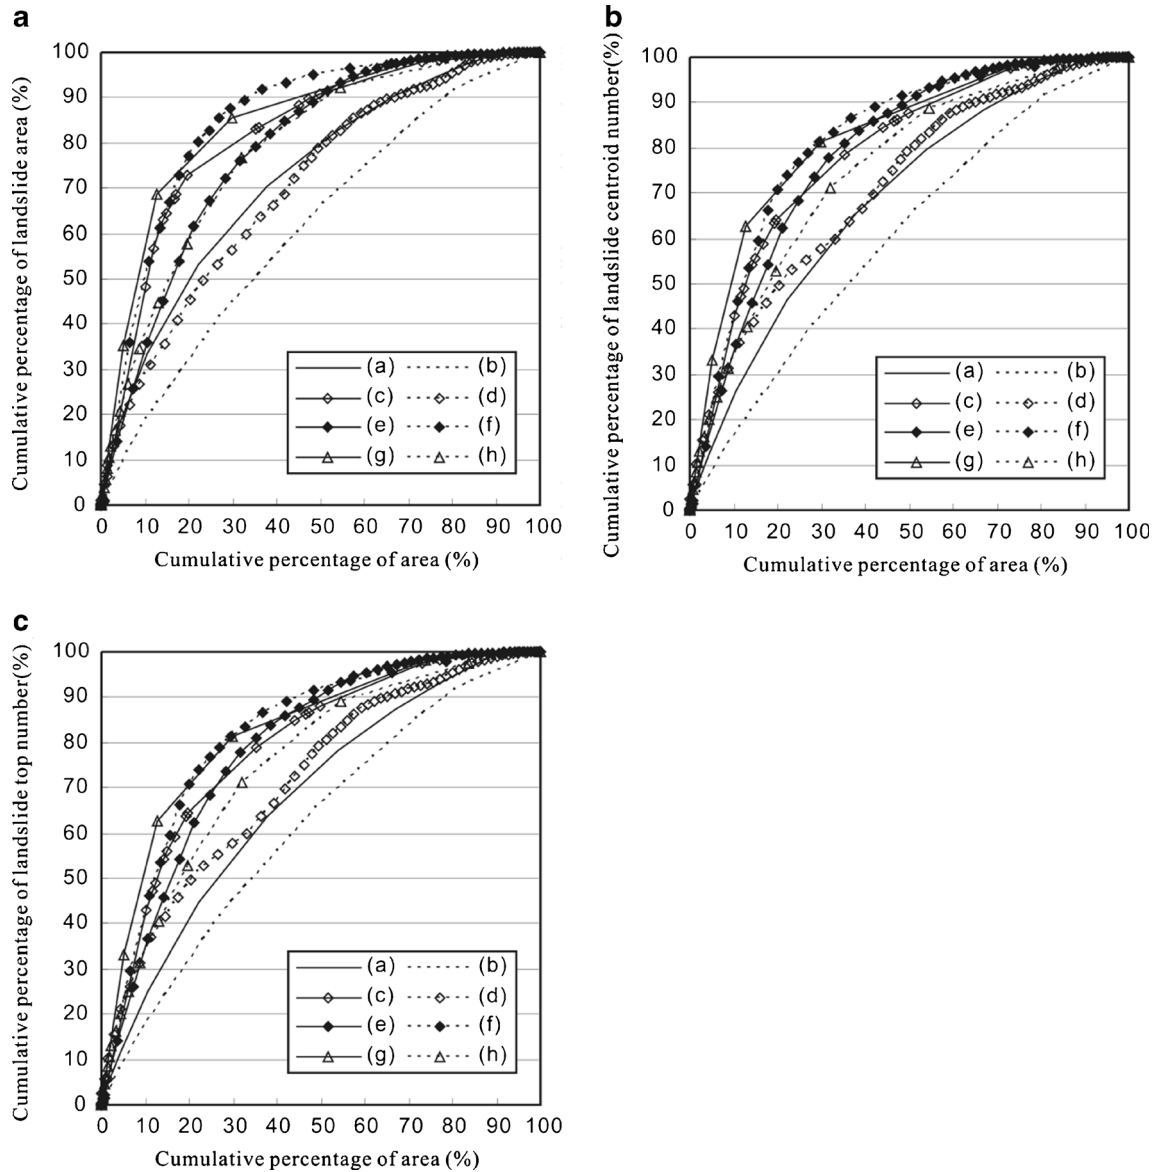 a
Cumulative percentage of landslide area (%)
100
90
80
70
60
50
40
30
20
10
0
(a) (b)
(c) (d)
(e) (f)
(g) (h)
0 10 20 30 40 50 60 70 80 90 100
Cumulative percentage of area (%)
b
Cumulative percentage of landslide centroid number(%)
100
90
80
70
60
50
40
30
20
10
0
(a) (b)
(c) (d)
(e) (f)
(g) (h)
0 10 20 30 40 50 60 70 80 90 100
Cumulative percentage of area (%)
c
Cumulative percentage of landslide top number(%)
100
90
80
70
60
50
40
30
20
10
0
(a) (b)
(c) (d)
(e) (f)
(g) (h)
0 10 20 30 40 50 60 70 80 90 100
Cumulative percentage of area (%)